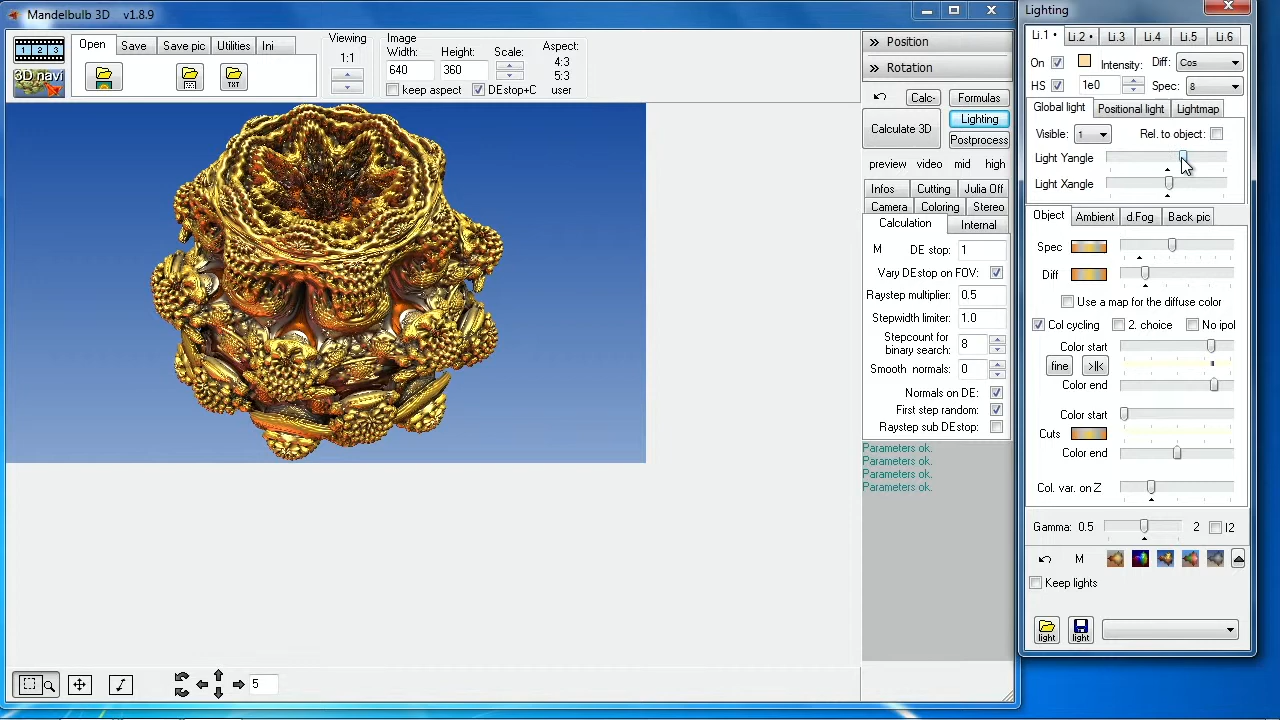 Mandelbulb 3D v1.8.9
1 2 3
3D navi
Open Save Save pic Utilities Ini
TXT
Viewing
1:1
Image
Width: Height: Scale:
640 360
keep aspect DEstop+C
Aspect:
4:3
5:3
user
Position
Rotation
Calc- Formulas
Calculate 3D Lighting
Postprocess
preview video mid high
Infos Cutting Julia Off
Camera Coloring Stereo
Calculation Internal
M DE stop: 1
Vary DEstop on FOV:
Raystep multiplier: 0.5
Stepwidth limiter: 1.0
Stepcount for
binary search: 8
Smooth normals: 0
Normals on DE:
First step random:
Raystep sub DEstop:
Parameters ok.
Parameters ok.
Parameters ok.
Parameters ok.
5
Lighting
Li.1 Li.2 Li.3 Li.4 Li.5 Li.6
On Intensity: Diff: Cos
HS 1e0 Spec: 8
Global light Positional light Lightmap
Visible: 1 Rel. to object:
Light Yangle
Light Xangle
Object Ambient d.Fog Back pic
Spec
Diff
Use a map for the diffuse color
Col cycling 2. choice No ipol
Color start
fine >|<
Color end
Color start
Cuts
Color end
Col. var. on Z
Gamma: 0.5 2 I2
M
Keep lights
light light